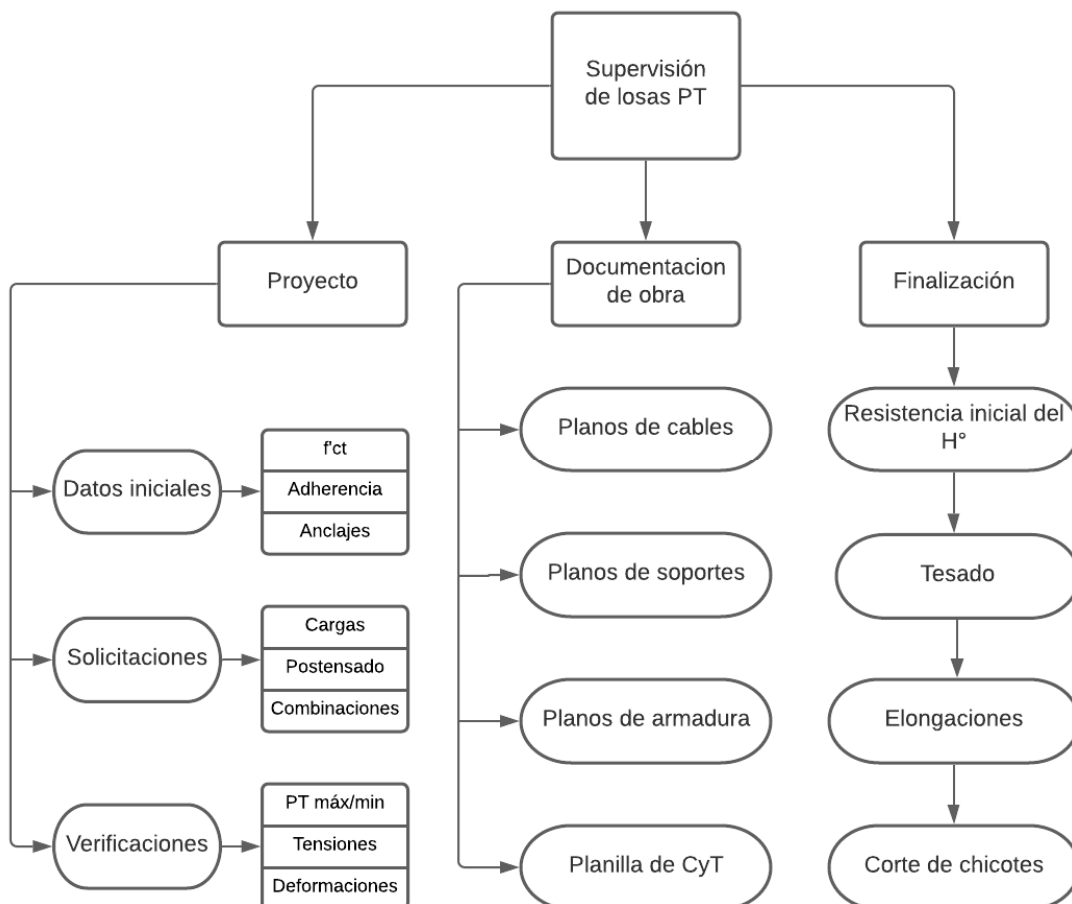 Supervisión
de losas PT
Proyecto
Documentacion
de obra
Finalización
Datos iniciales
f'ct
Adherencia
Anclajes
Solicitaciones
Cargas
Postensado
Combinaciones
Verificaciones
PT máx/min
Tensiones
Deformaciones
Planos de cables
Planos de soportes
Planos de armadura
Planilla de CyT
Resistencia inicial del
H°
Tesado
Elongaciones
Corte de chicotes